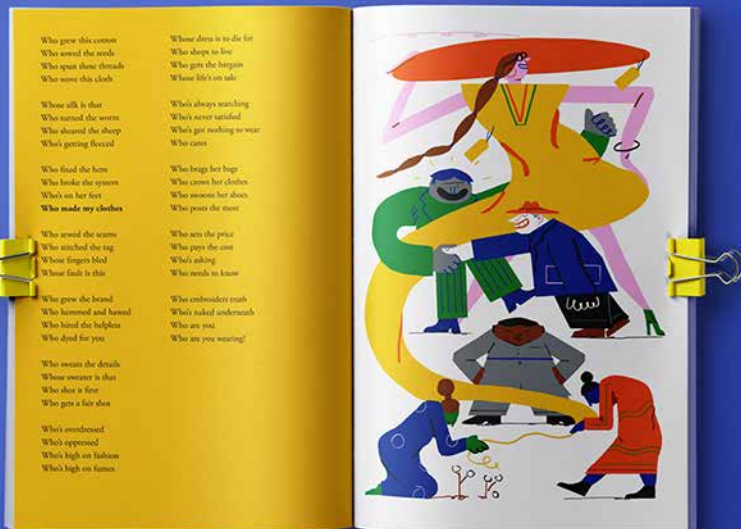 Who grew this cotton
Who sowed the seeds
Who spun these threads
Who wove this cloth
Whose silk is that
Who turned the worm
Who sheared the sheep
Who's getting fleeced
Who fixed the hem
Who broke the system
Who's on her feet
Who made my clothes
Who sewed the seams
Who stitched the tag
Whose fingers bled
Whose fault is this
Who grew the brand
Who hemmed and hawed
Who hired the helpless
Who dyed for you
Who sweats the details
Whose sweater is that
Who shot it first
Who gets a fair shot
Who's overdressed
Who's oppressed
Who's high on fashion
Who's high on fumes
Whose dress is to die for
Who shops to live
Who gets the bargain
Whose life's on sale
Who's always searching
Who's never satisfied
Who's got nothing to wear
Who cares
Who brags her bags
Who crows her clothes
Who swoons her shoes
Who poses the most
Who sets the price
Who pays the cost
Who's asking
Who needs to know
Who embroiders truth
Who's naked underneath
Who are you
Who are you wearing?